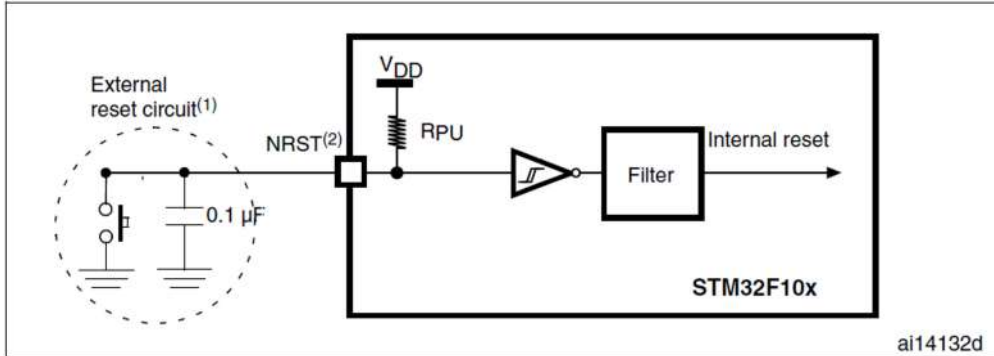 External
reset circuit(1)
VDD
NRST(2)
RPU
Internal reset
Filter
0.1 μF
STM32F10x
ai14132d